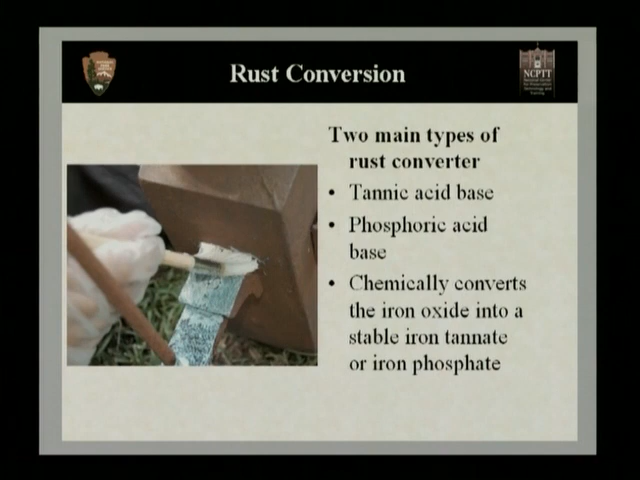 Rust Conversion
NCPTT
Two main types of
rust converter
• Tannic acid base
• Phosphoric acid
base
• Chemically converts
the iron oxide into a
stable iron tannate
or iron phosphate